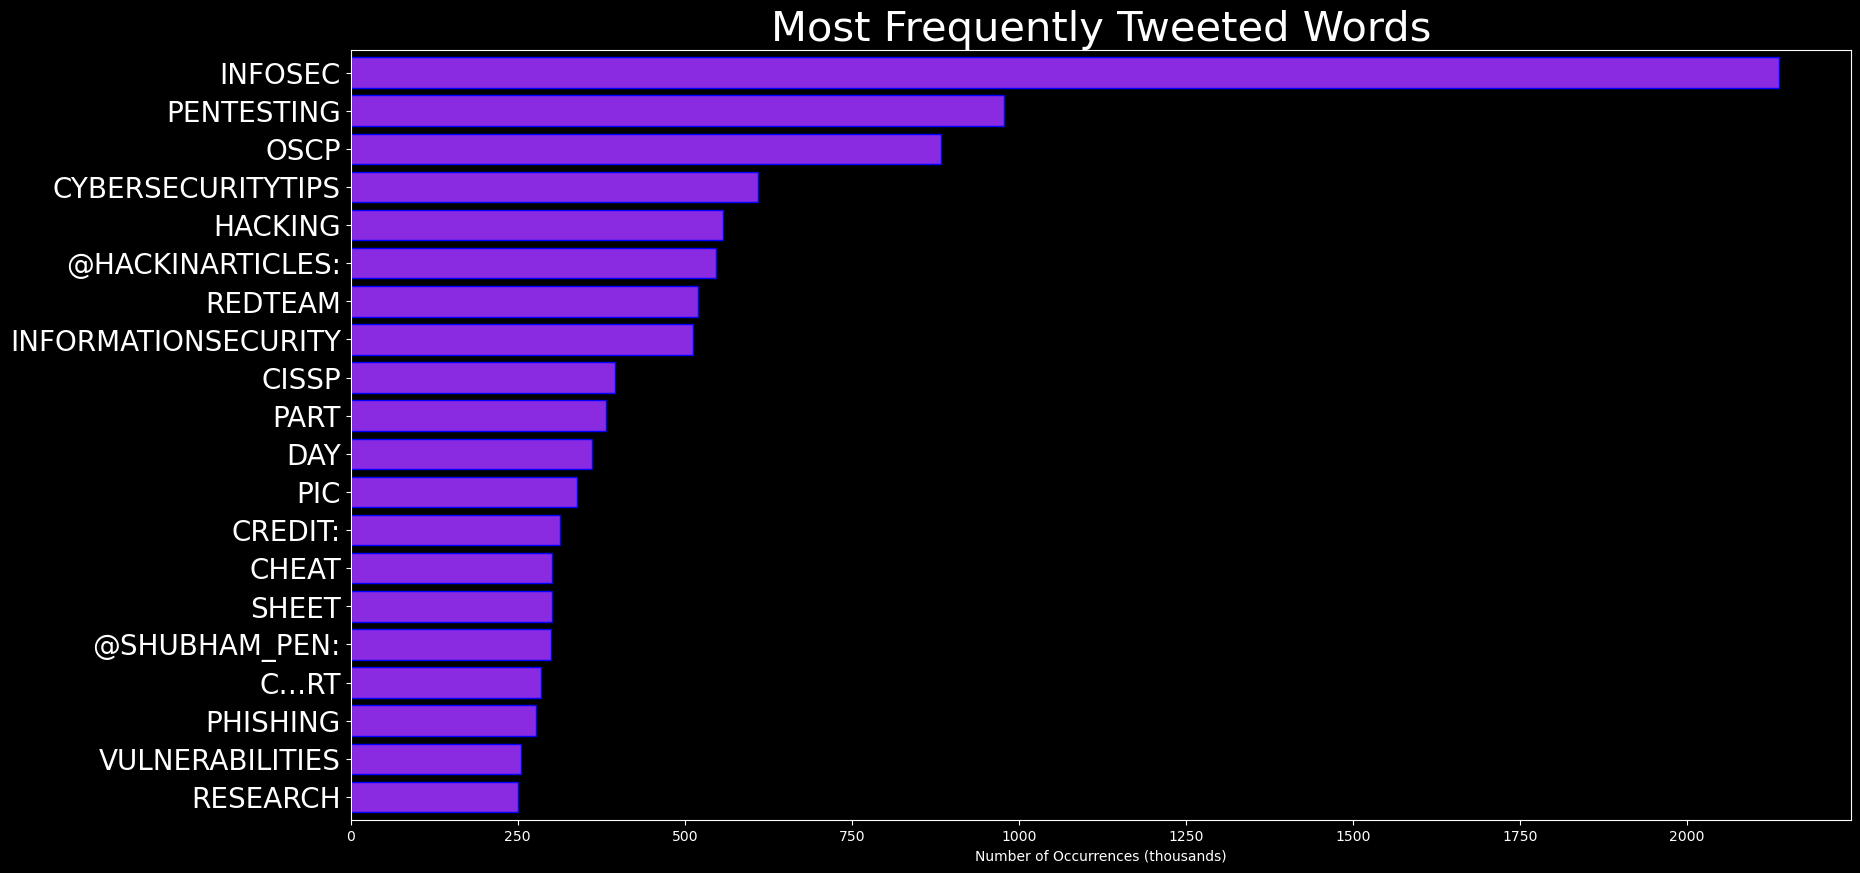 Most Frequently Tweeted Words
INFOSEC
PENTESTING
OSCP
CYBERSECURITYTIPS
HACKING
@HACKINARTICLES:
REDTEAM
INFORMATIONSECURITY
CISSP
PART
DAY
PIC
CREDIT:
CHEAT
SHEET
@SHUBHAM_PEN:
C…RT
PHISHING
VULNERABILITIES
RESEARCH
0 250 500 750 1000 1250 1500 1750 2000
Number of Occurrences (thousands)